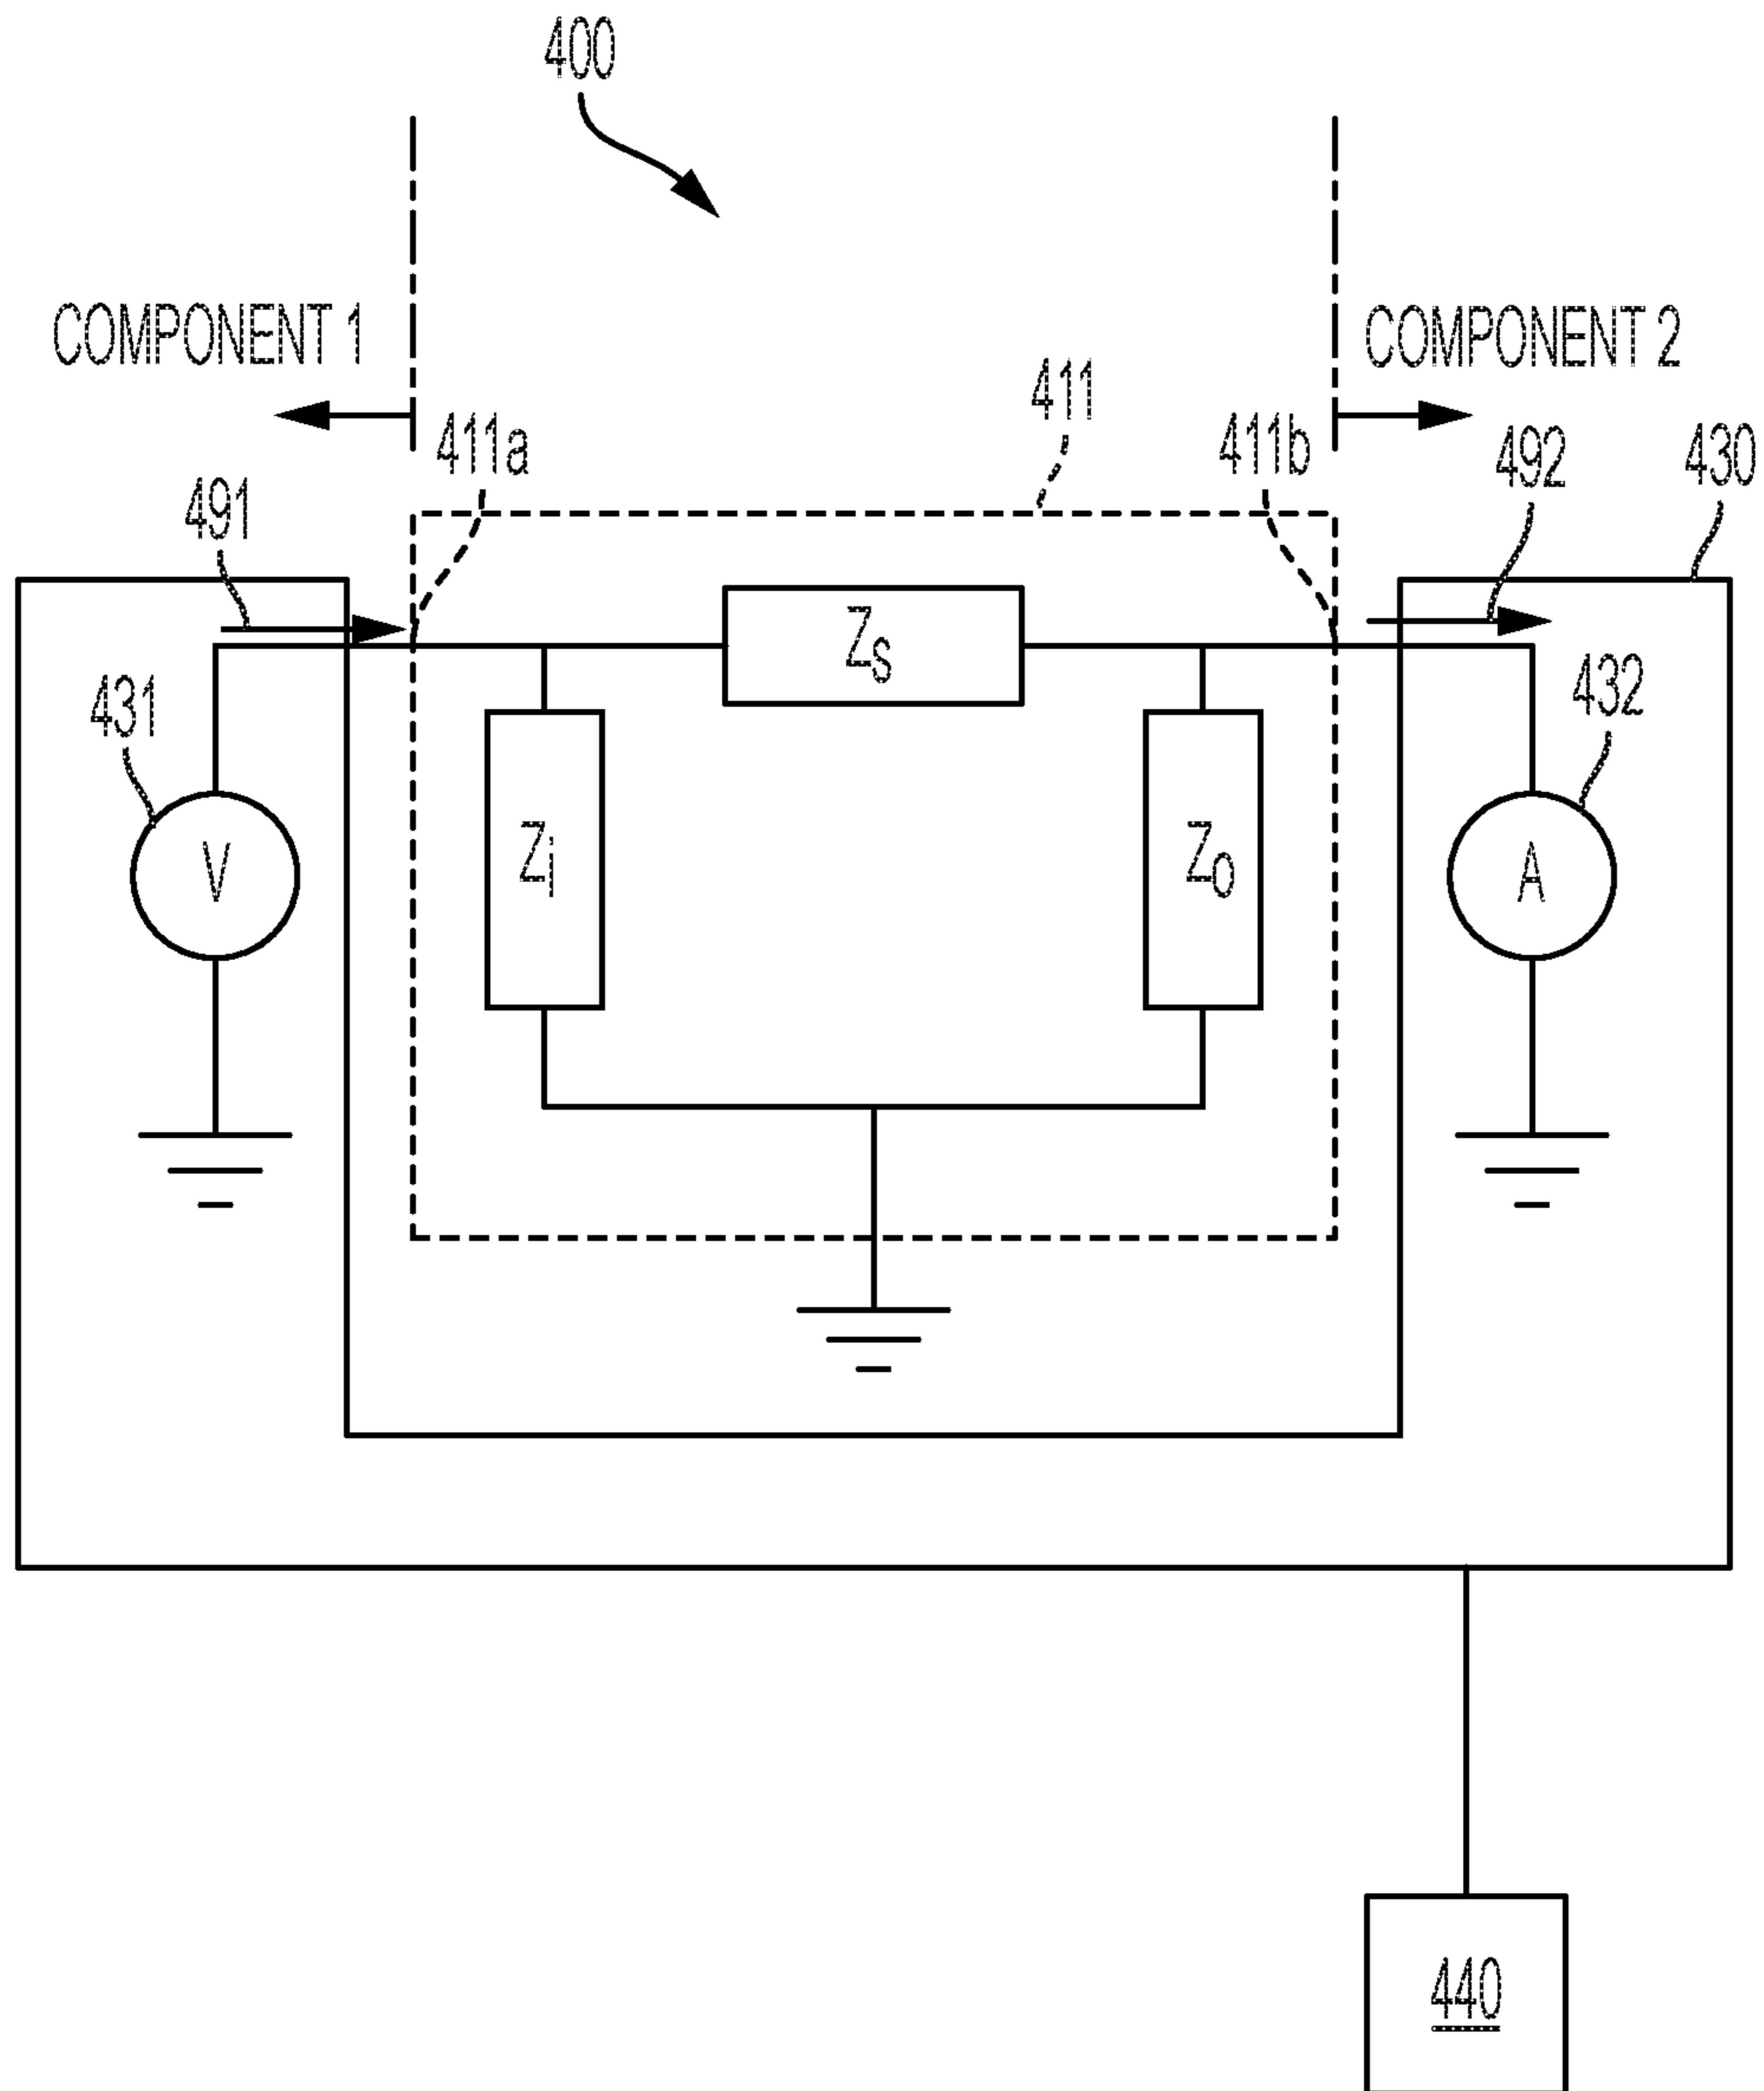 400
COMPONENT 1
COMPONENT 2
411
411a
411b
492
430
491
Zs
431
432
Zi
Zo
V
A
440